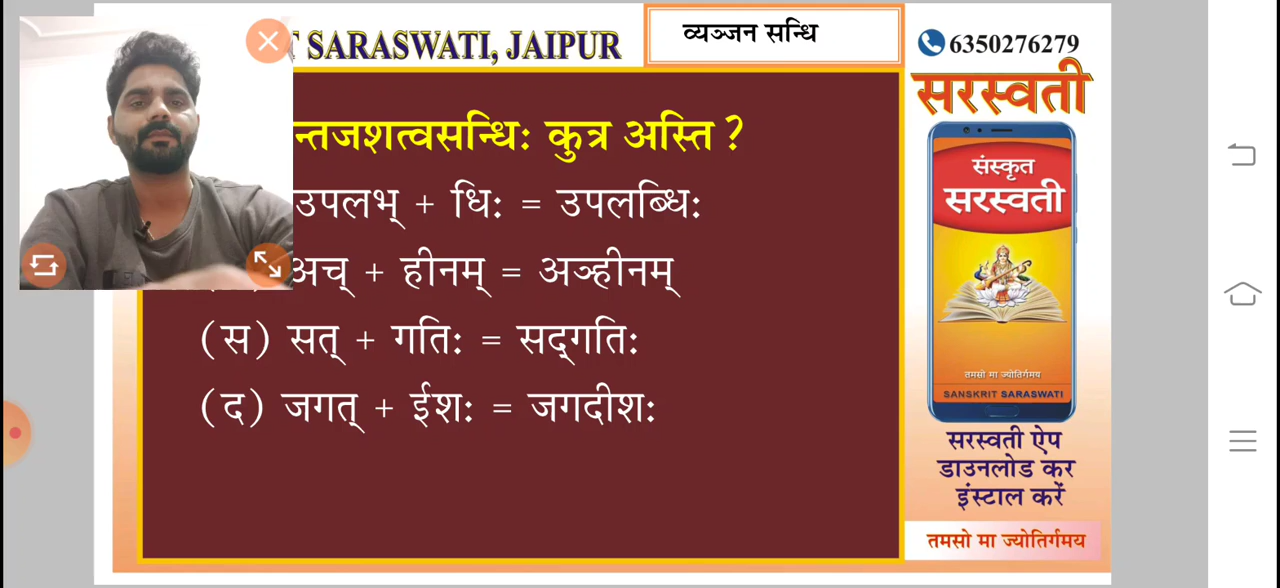 SARASWATI, JAIPUR
व्यञ्जन सन्धि
6350276279
सरस्वती
न्तजशत्वसन्धिः कुत्र अस्ति ?
उपलभ् + धिः = उपलब्धिः
अच् + हीनम् = अञ्हीनम्
(स) सत् + गतिः = सद्गतिः
(द) जगत् + ईशः = जगदीशः
संस्कृत
सरस्वती
तमसो मा ज्योतिर्गमय
SANSKRIT SARASWATI
सरस्वती ऐप
डाउनलोड कर
इंस्टाल करें
तमसो मा ज्योतिर्गमय